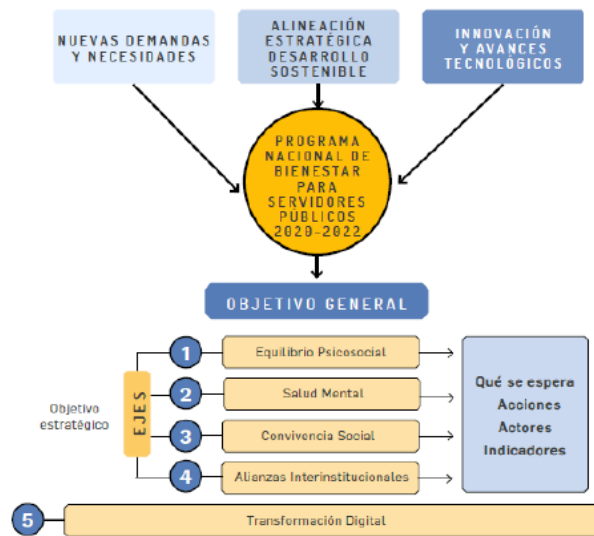 NUEVAS DEMANDAS
Y NECESIDADES
ALINEACIÓN
ESTRATÉGICA
DESARROLLO
SOSTENIBLE
INNOVACIÓN
Y AVANCES
TECNOLÓGICOS
PROGRAMA
NACIONAL DE
BIENESTAR
PARA
SERVIDORES
PÚBLICOS
2020-2022
OBJETIVO GENERAL
Objetivo
estratégico
EJES
1
Equilibrio Psicosocial
2
Salud Mental
3
Convivencia Social
4
Alianzas Interinstitucionales
Qué se espera
Acciones
Actores
Indicadores
5
Transformación Digital